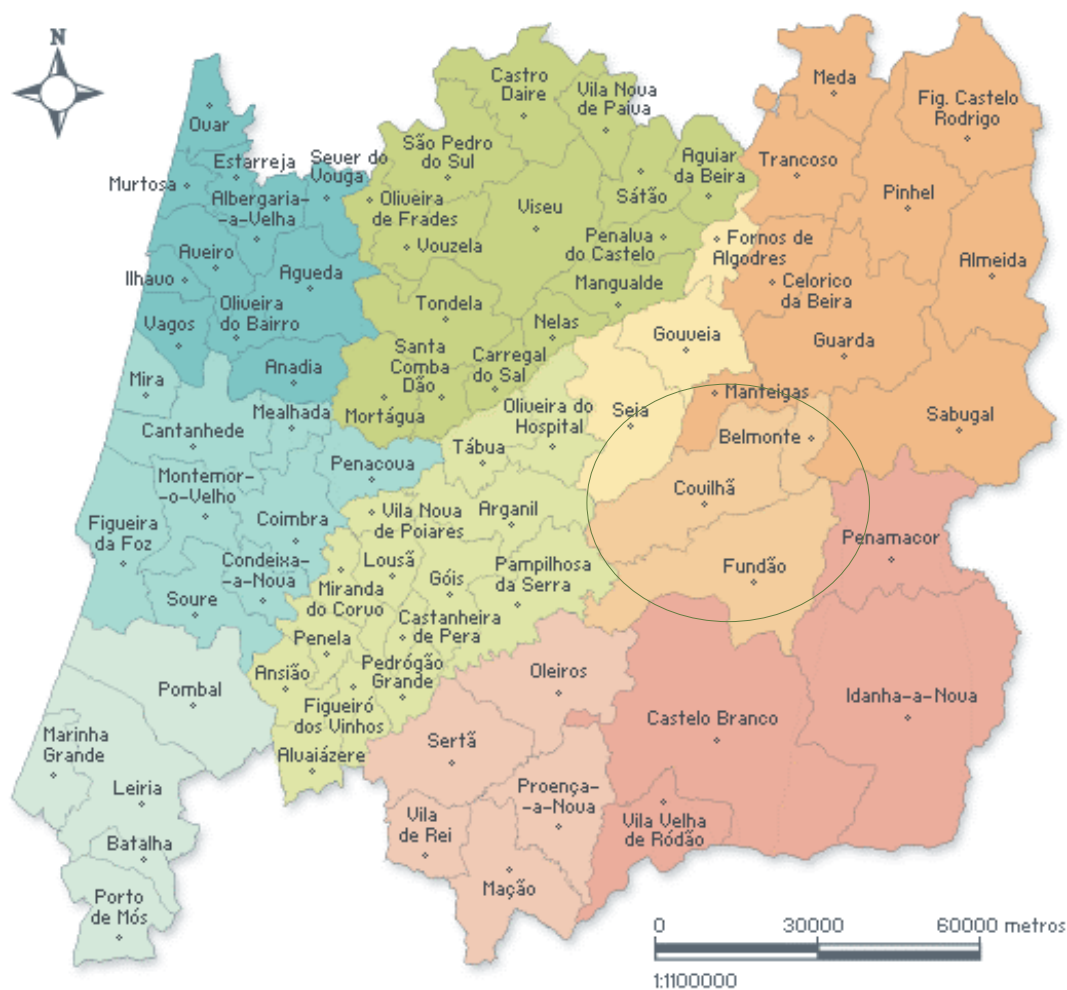 N
Castro
Daire
Meda
Vila Nova
de Paiva
Fig. Castelo
Rodrigo
Ovar
São Pedro
do Sul
Estarreja
Sever do
Vouga
Aguiar
da Beira
Trancoso
Murtosa
Albergaria-
-a-Velha
Oliveira
de Frades
Viseu
Sátão
Pinhel
Vouzela
Penalva
do Castelo
Fornos de
Algodres
Aveiro
Ilhavo
Agueda
Mangualde
Celorico
da Beira
Almeida
Oliveira
do Bairro
Tondela
Vagos
Nelas
Gouveia
Guarda
Santa
Comba
Dão
Carregal
do Sal
Anadia
Mira
Manteigas
Mealhada
Mortágua
Oliveira do
Hospital
Seia
Sabugal
Cantanhede
Belmonte
Tábua
Penacova
Montemor-
-o-Velho
Covilhã
Figueira
da Foz
Coimbra
Vila Nova
de Poiares
Arganil
Penamacor
Condeixa-
-a-Nova
Lousã
Góis
Pampilhosa
da Serra
Fundão
Soure
Miranda
do Corvo
Castanheira
de Pera
Penela
Ansião
Pedrógão
Grande
Oleiros
Pombal
Idanha-a-Nova
Figueiró
dos Vinhos
Castelo Branco
Marinha
Grande
Alvaiázere
Sertã
Leiria
Proença-
-a-Nova
Vila
de Rei
Vila Velha
de Ródão
Batalha
Mação
Porto
de Mós
0 30000 60000 metros
1:1100000